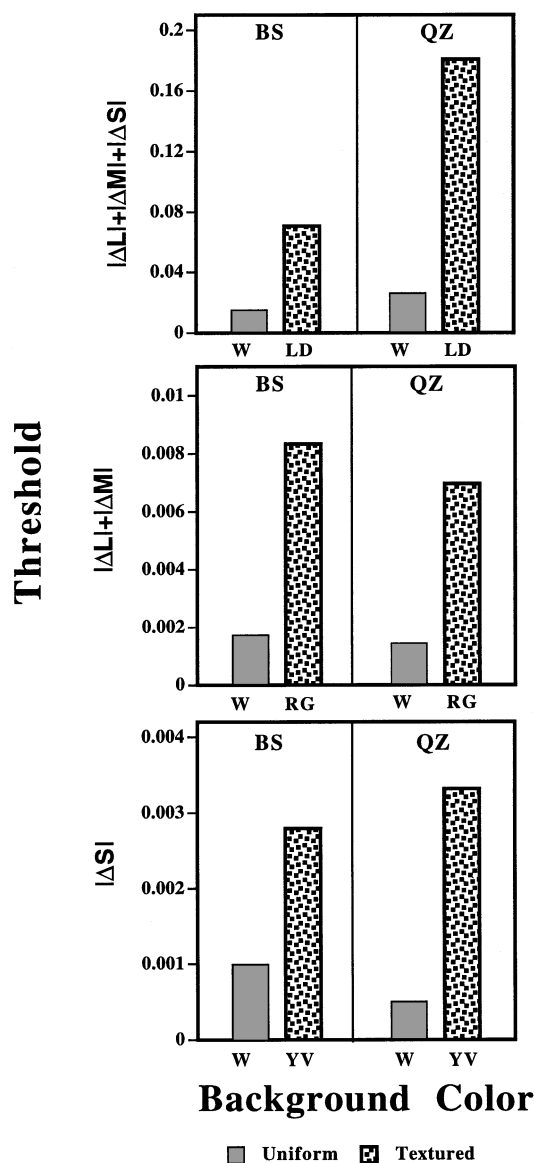 BS QZ
0.2
0.16
0.12
0.08
0.04
0
|ΔL|+|ΔM|+|ΔS|
W LD W LD
BS QZ
0.01
0.008
0.006
0.004
0.002
0
|ΔL|+|ΔM|
W RG W RG
Threshold
BS QZ
0.004
0.003
0.002
0.001
0
|ΔS|
W YV W YV
Background Color
Uniform Textured